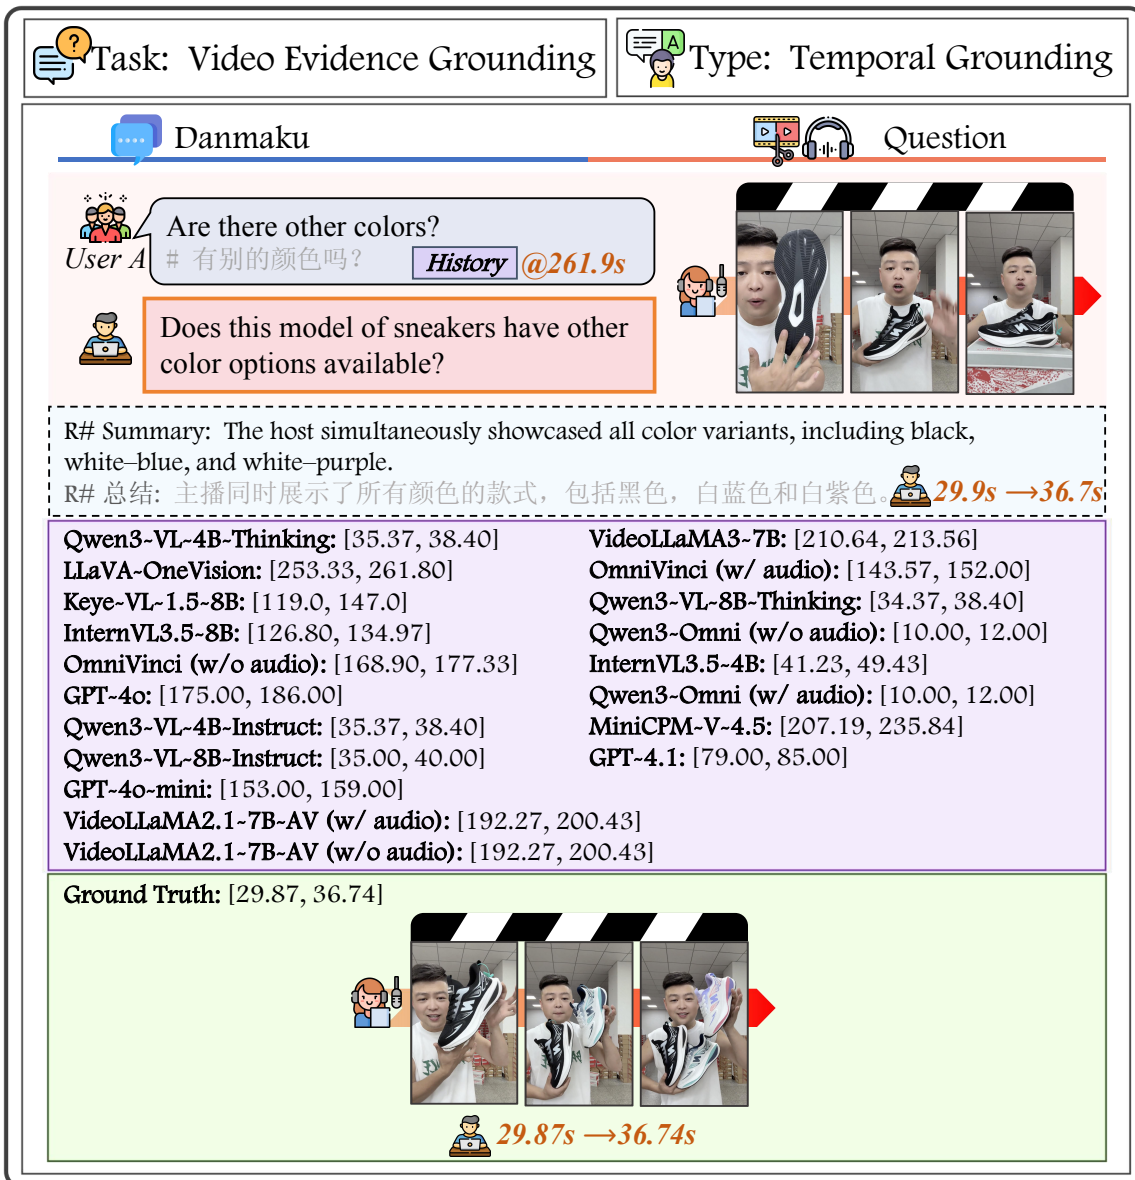 Task: Video Evidence Grounding
Type: Temporal Grounding
Danmaku
Question
Are there other colors?
# 有别的颜色吗?
History @261.9s
User A
Does this model of sneakers have other
color options available?
R# Summary: The host simultaneously showcased all color variants, including black,
white–blue, and white–purple.
R# 总结: 主播同时展示了所有颜色的款式，包括黑色，白蓝色和白紫色。
29.9s →36.7s
Qwen3-VL-4B-Thinking: [35.37, 38.40]
LLaVA-OneVision: [253.33, 261.80]
Keye-VL-1.5-8B: [119.0, 147.0]
InternVL3.5-8B: [126.80, 134.97]
OmniVinci (w/o audio): [168.90, 177.33]
GPT-4o: [175.00, 186.00]
Qwen3-VL-4B-Instruct: [35.37, 38.40]
Qwen3-VL-8B-Instruct: [35.00, 40.00]
GPT-4o-mini: [153.00, 159.00]
VideoLLaMA2.1-7B-AV (w/ audio): [192.27, 200.43]
VideoLLaMA2.1-7B-AV (w/o audio): [192.27, 200.43]
VideoLLaMA3-7B: [210.64, 213.56]
OmniVinci (w/ audio): [143.57, 152.00]
Qwen3-VL-8B-Thinking: [34.37, 38.40]
Qwen3-Omni (w/o audio): [10.00, 12.00]
InternVL3.5-4B: [41.23, 49.43]
Qwen3-Omni (w/ audio): [10.00, 12.00]
MiniCPM-V-4.5: [207.19, 235.84]
GPT-4.1: [79.00, 85.00]
Ground Truth: [29.87, 36.74]
29.87s →36.74s